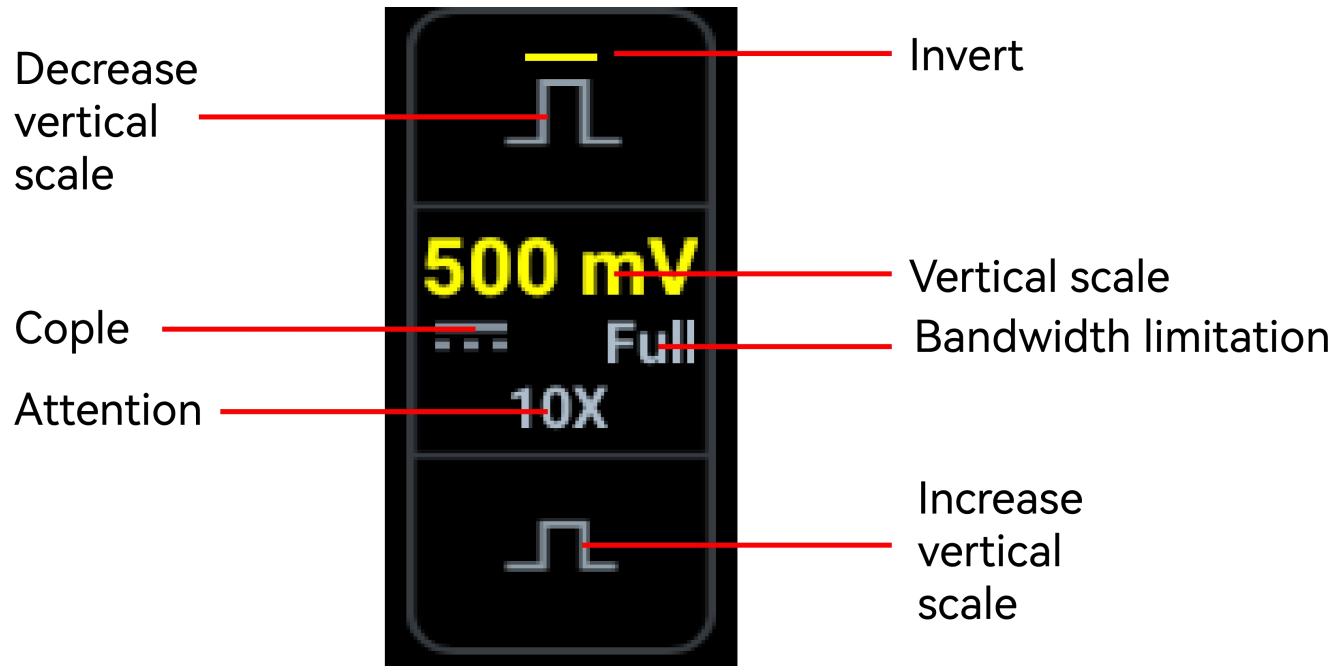 Decrease
vertical
scale
Invert
500 mV
Vertical scale
Cople
Full
Bandwidth limitation
Attention
10X
Increase
vertical
scale